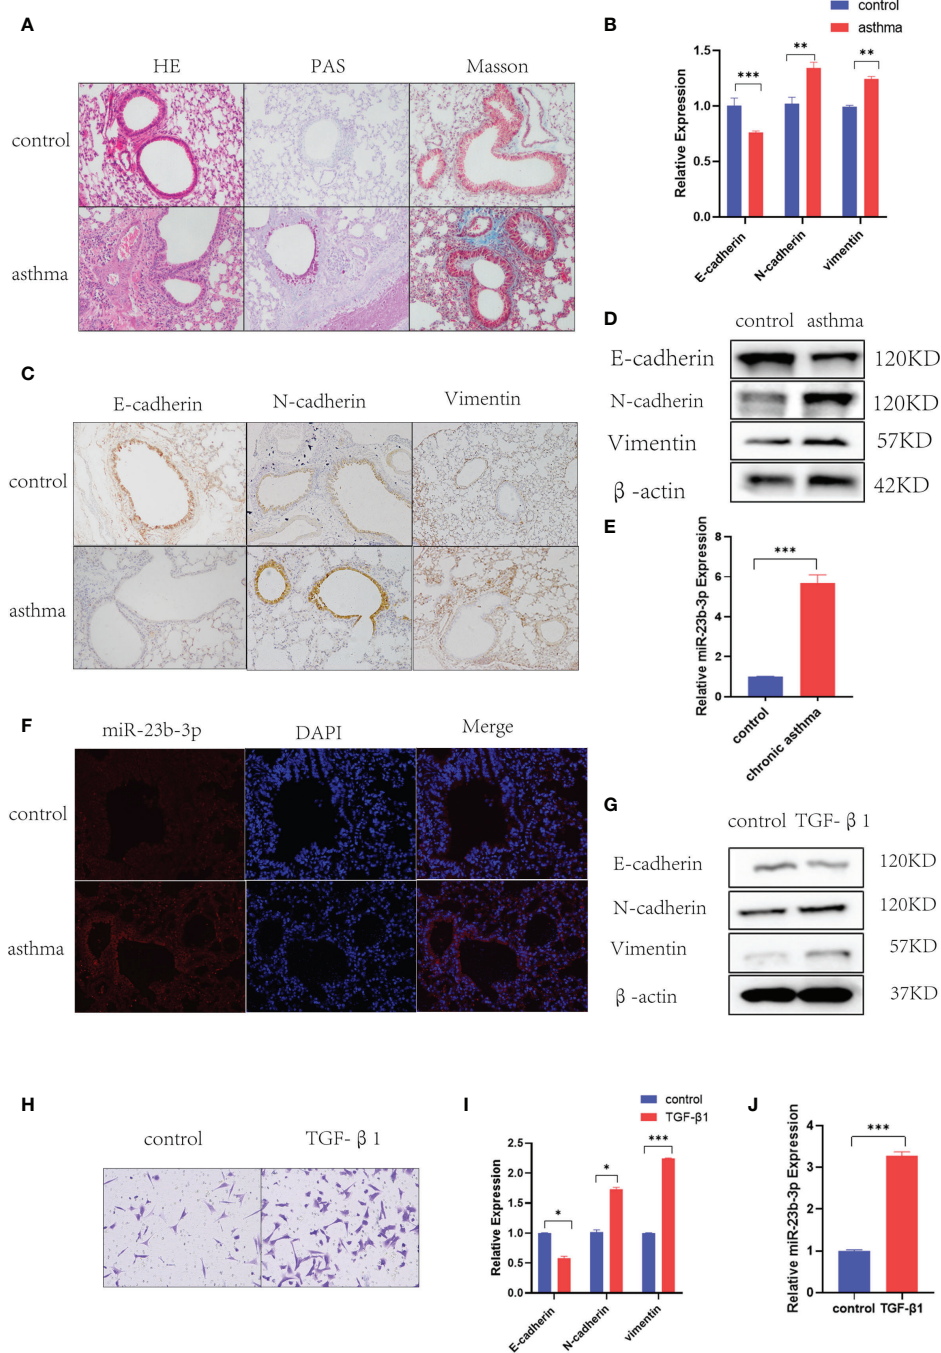 A
HE PAS Masson
control
asthma
B
control
asthma
Relative Expression
1.5
1.0
0.5
0.0
***
**
**
E-cadherin
N-cadherin
vimentin
C
E-cadherin N-cadherin Vimentin
control
asthma
D
control asthma
E-cadherin 120KD
N-cadherin 120KD
Vimentin 57KD
β-actin 42KD
E
Relative miR-23b-3p Expression
8
6
4
2
0
***
control
chronic asthma
F
miR-23b-3p DAPI Merge
control
asthma
G
control TGF-β1
E-cadherin 120KD
N-cadherin 120KD
Vimentin 57KD
β-actin 37KD
H
control TGF-β1
I
control
TGF-β1
Relative Expression
2.5
2.0
1.5
1.0
0.5
0.0
*
*
***
E-cadherin
N-cadherin
vimentin
J
Relative miR-23b-3p Expression
4
3
2
1
0
***
control TGF-β1